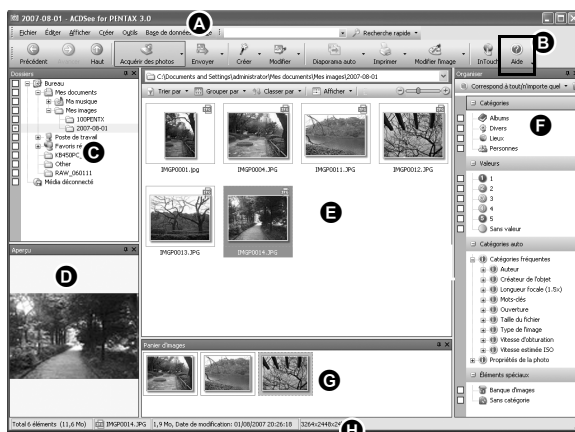 2007-08-01 - ACDSee for PENTAX 3.0
A
Fichier Éditer Afficher Créer Outils Base de données
Recherche rapide
B
Précédent Haut Acquérir des photos Envoyer Créer Modifier Diaporama auto Imprimer Modifier l'image InTouch Aide
Dossiers
Bureau
Mes documents
Ma musique
Mes images
100PENTX
2007-08-01
Poste de travail
Favoris
KB450PC_
Other
RAW_060111
Média déconnecté
C
Aperçu
D
C:\Documents and Settings\administrator\Mes documents\Mes images\2007-08-01
Trier par Grouper par Classer par Afficher
IMGP0001.jpg IMGP0004.JPG IMGP0011.JPG IMGP0012.JPG
IMGP0013.JPG IMGP0014.JPG
E
Panier d'images
G
Organiser
Correspond à tout/n'importe quel
Catégories
Albums
Divers
Lieux
Personnes
F
Valeurs
1
2
3
4
5
Sans valeur
Catégories auto
Catégories fréquentes
Auteur
Créateur de l'objet
Longueur focale (1.5x)
Mots-clés
Ouverture
Taille du fichier
Type de l'image
Vitesse d'obturation
Vitesse estimée ISO
Propriétés de la photo
Éléments spéciaux:
Banque d'images
Sans catégorie
Total 6 éléments (11,6 Mo) IMGP0014.JPG 1,9 Mo, Date de modification: 01/08/2007 20:26:18 3264x2448x24
H